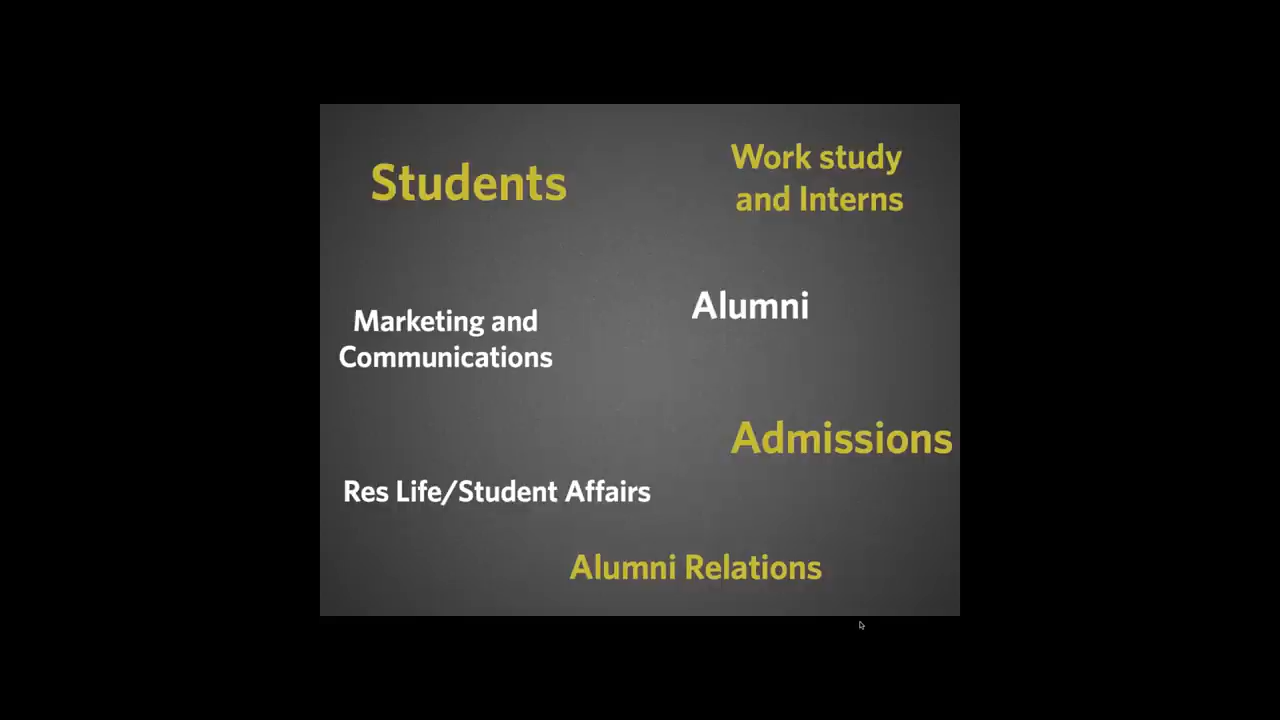 Students
Work study
and Interns
Marketing and
Communications
Alumni
Admissions
Res Life/Student Affairs
Alumni Relations